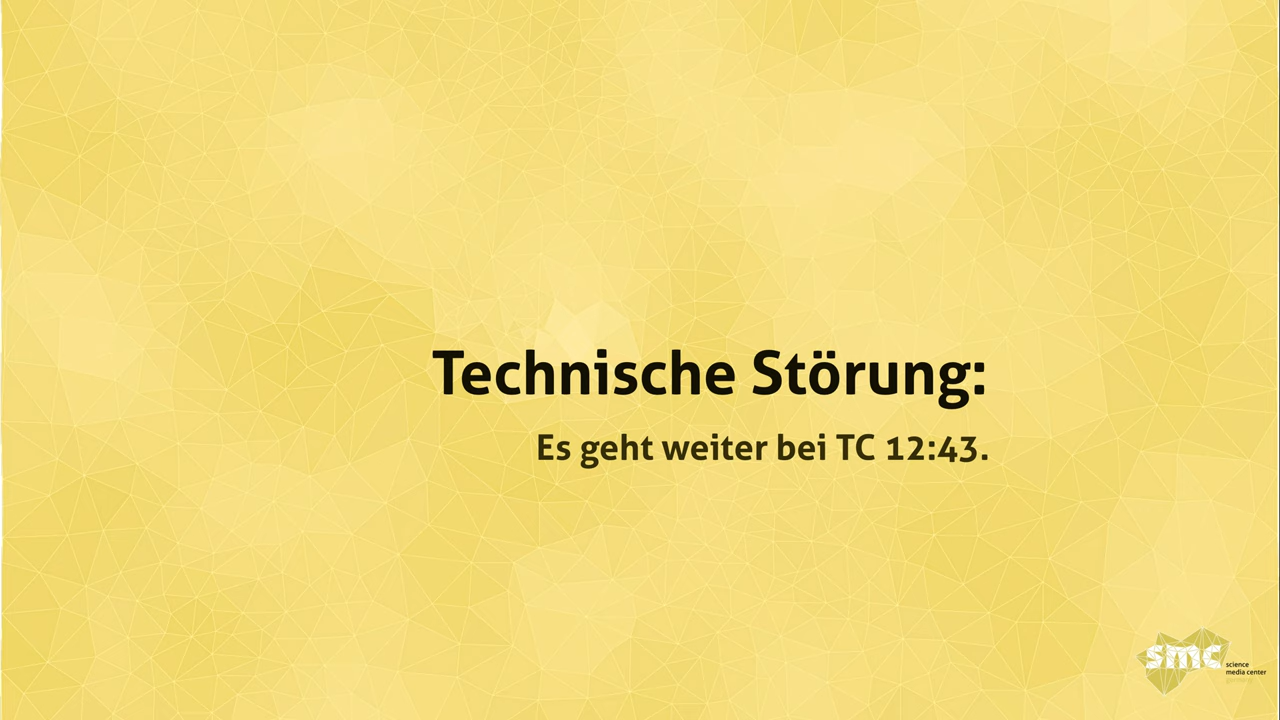 Technische Störung:
Es geht weiter bei TC 12:43.
smc
science
media center